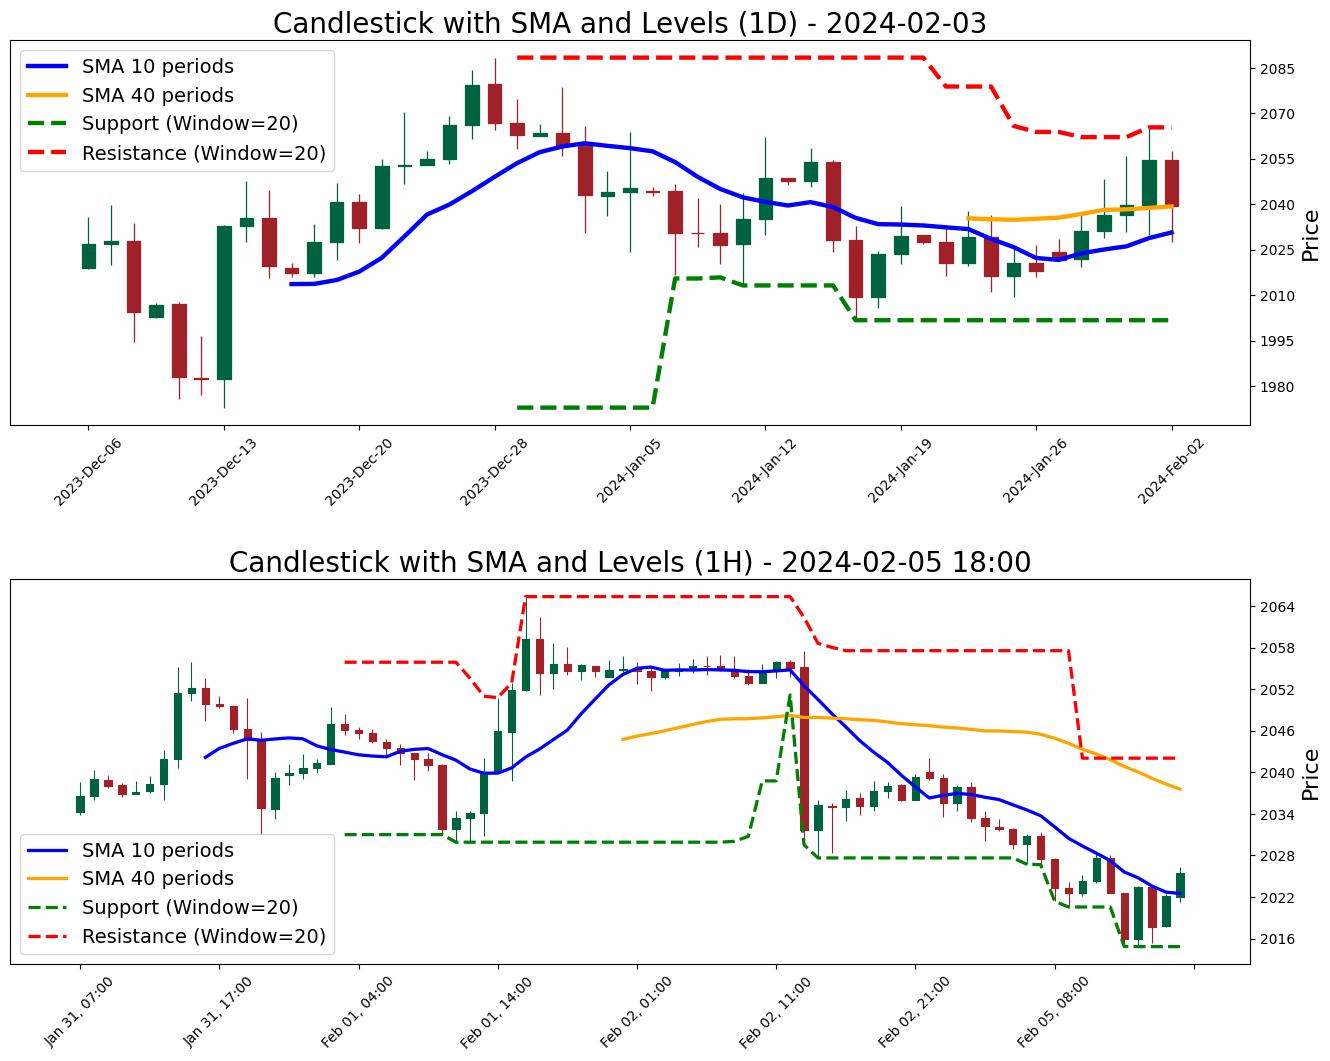 Candlestick with SMA and Levels (1D) - 2024-02-03
SMA 10 periods
SMA 40 periods
Support (Window=20)
Resistance (Window=20)
2085
2070
2055
2040
2025
2010
1995
1980
Price
2023-Dec-06
2023-Dec-13
2023-Dec-20
2023-Dec-28
2024-Jan-05
2024-Jan-12
2024-Jan-19
2024-Jan-26
2024-Feb-02
Candlestick with SMA and Levels (1H) - 2024-02-05 18:00
2064
2058
2052
2046
2040
2034
2028
2022
2016
Price
SMA 10 periods
SMA 40 periods
Support (Window=20)
Resistance (Window=20)
Jan 31, 07:00
Jan 31, 17:00
Feb 01, 04:00
Feb 01, 14:00
Feb 02, 01:00
Feb 02, 11:00
Feb 02, 21:00
Feb 05, 08:00